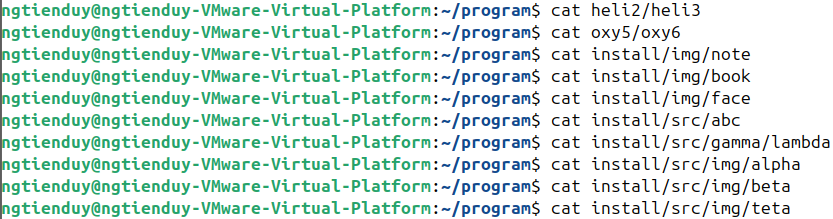 ngtienduy@ngtienduy-VMware-Virtual-Platform:~/program$ cat heli2/heli3
ngtienduy@ngtienduy-VMware-Virtual-Platform:~/program$ cat oxy5/oxy6
ngtienduy@ngtienduy-VMware-Virtual-Platform:~/program$ cat install/img/note
ngtienduy@ngtienduy-VMware-Virtual-Platform:~/program$ cat install/img/book
ngtienduy@ngtienduy-VMware-Virtual-Platform:~/program$ cat install/img/face
ngtienduy@ngtienduy-VMware-Virtual-Platform:~/program$ cat install/src/abc
ngtienduy@ngtienduy-VMware-Virtual-Platform:~/program$ cat install/src/gamma/lambda
ngtienduy@ngtienduy-VMware-Virtual-Platform:~/program$ cat install/src/img/alpha
ngtienduy@ngtienduy-VMware-Virtual-Platform:~/program$ cat install/src/img/beta
ngtienduy@ngtienduy-VMware-Virtual-Platform:~/program$ cat install/src/img/teta